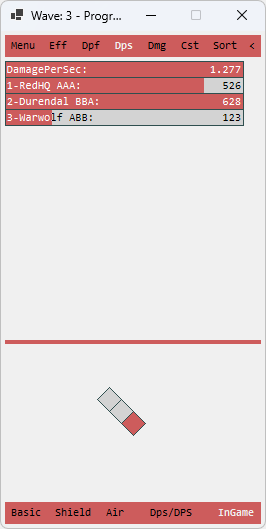 Wave: 3 - Progr...
Menu Eff Dpf Dps Dmg Cst Sort <
DamagePerSec: 1.277
1-RedHQ AAA: 526
2-Durendal BBA: 628
3-Warwolf ABB: 123
Basic Shield Air Dps/DPS InGame